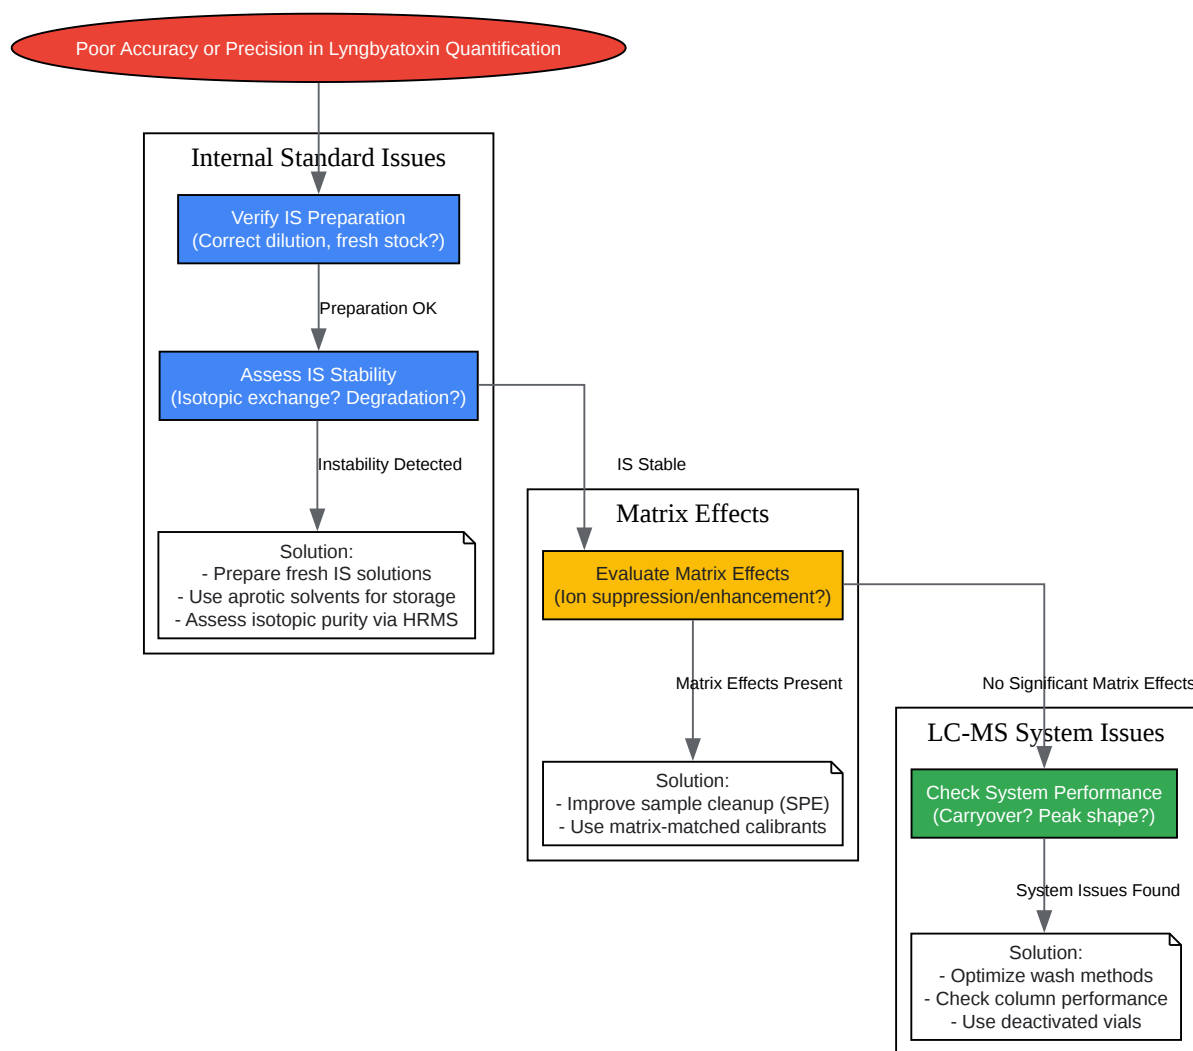 Poor Accuracy or Precision in Lyngbyatoxin Quantification
Internal Standard Issues
Verify IS Preparation
(Correct dilution, fresh stock?)
Preparation OK
Assess IS Stability
(Isotopic exchange? Degradation?)
Instability Detected
IS Stable
Solution:
- Prepare fresh IS solutions
- Use aprotic solvents for storage
- Assess isotopic purity via HRMS
Matrix Effects
Evaluate Matrix Effects
(Ion suppression/enhancement?)
Matrix Effects Present
No Significant Matrix Effects
Solution:
- Improve sample cleanup (SPE)
- Use matrix-matched calibrants
LC-MS System Issues
Check System Performance
(Carryover? Peak shape?)
System Issues Found
Solution:
- Optimize wash methods
- Check column performance
- Use deactivated vials